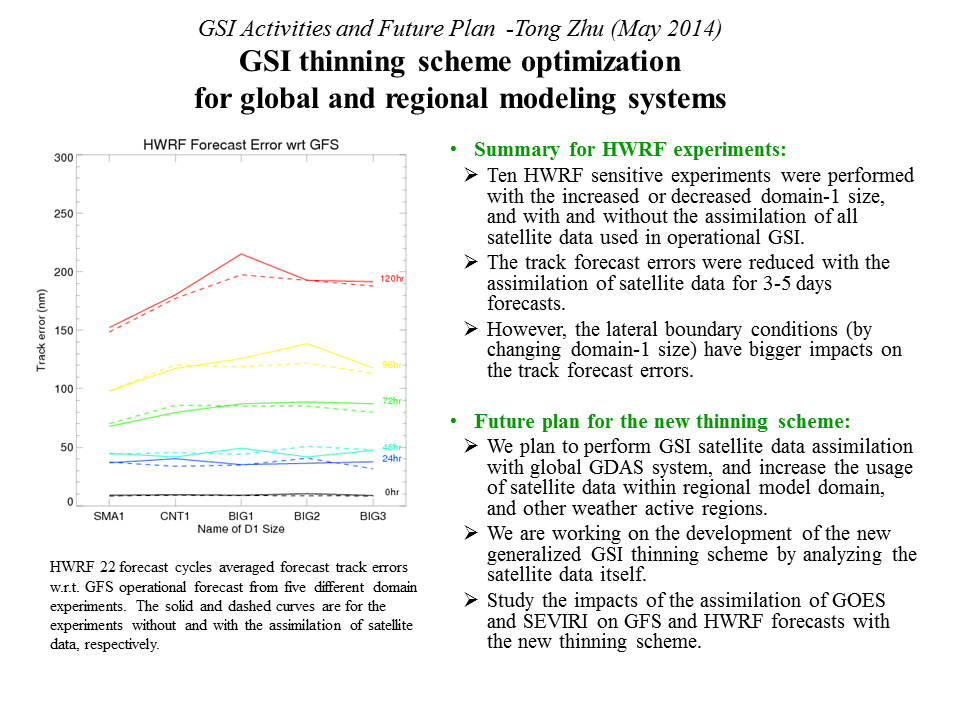 GSI Activities and Future Plan -Tong Zhu (May 2014)
GSI thinning scheme optimization
for global and regional modeling systems
HWRF Forecast Error wrt GFS
300
250
200
150
100
50
0
Track error (nm)
120hr
96hr
72hr
48hr
24hr
0hr
SMA1 CNT1 BIG1 BIG2 BIG3
Name of D1 Size
HWRF 22 forecast cycles averaged forecast track errors
w.r.t. GFS operational forecast from five different domain
experiments. The solid and dashed curves are for the
experiments without and with the assimilation of satellite
data, respectively.
• Summary for HWRF experiments:
➢ Ten HWRF sensitive experiments were performed
with the increased or decreased domain-1 size,
and with and without the assimilation of all
satellite data used in operational GSI.
➢ The track forecast errors were reduced with the
assimilation of satellite data for 3-5 days
forecasts.
➢ However, the lateral boundary conditions (by
changing domain-1 size) have bigger impacts on
the track forecast errors.
• Future plan for the new thinning scheme:
➢ We plan to perform GSI satellite data assimilation
with global GDAS system, and increase the usage
of satellite data within regional model domain,
and other weather active regions.
➢ We are working on the development of the new
generalized GSI thinning scheme by analyzing the
satellite data itself.
➢ Study the impacts of the assimilation of GOES
and SEVIRI on GFS and HWRF forecasts with
the new thinning scheme.